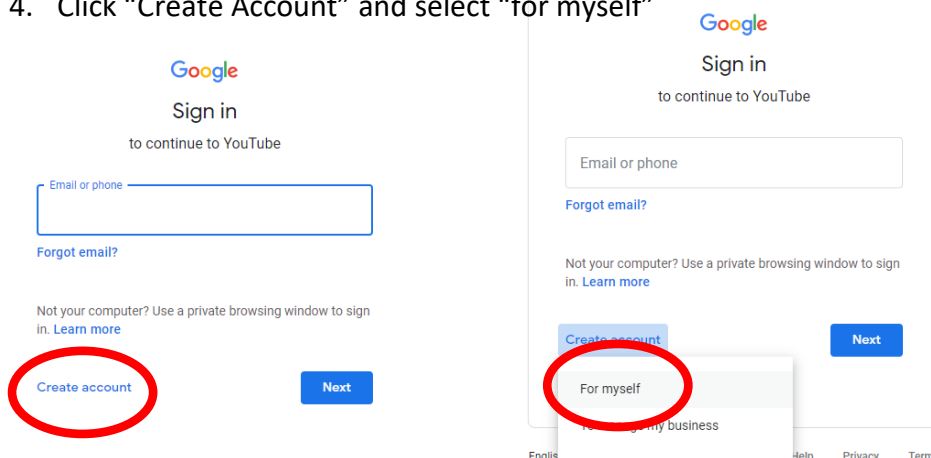 4. Click “Create Account” and select “for myself”
Google
Sign in
to continue to YouTube
Email or phone
Forgot email?
Not your computer? Use a private browsing window to sign
in. Learn more
Create account
Next
Google
Sign in
to continue to YouTube
Email or phone
Forgot email?
Not your computer? Use a private browsing window to sign
in. Learn more
Create account
Next
For myself
To manage my business
Help Privacy